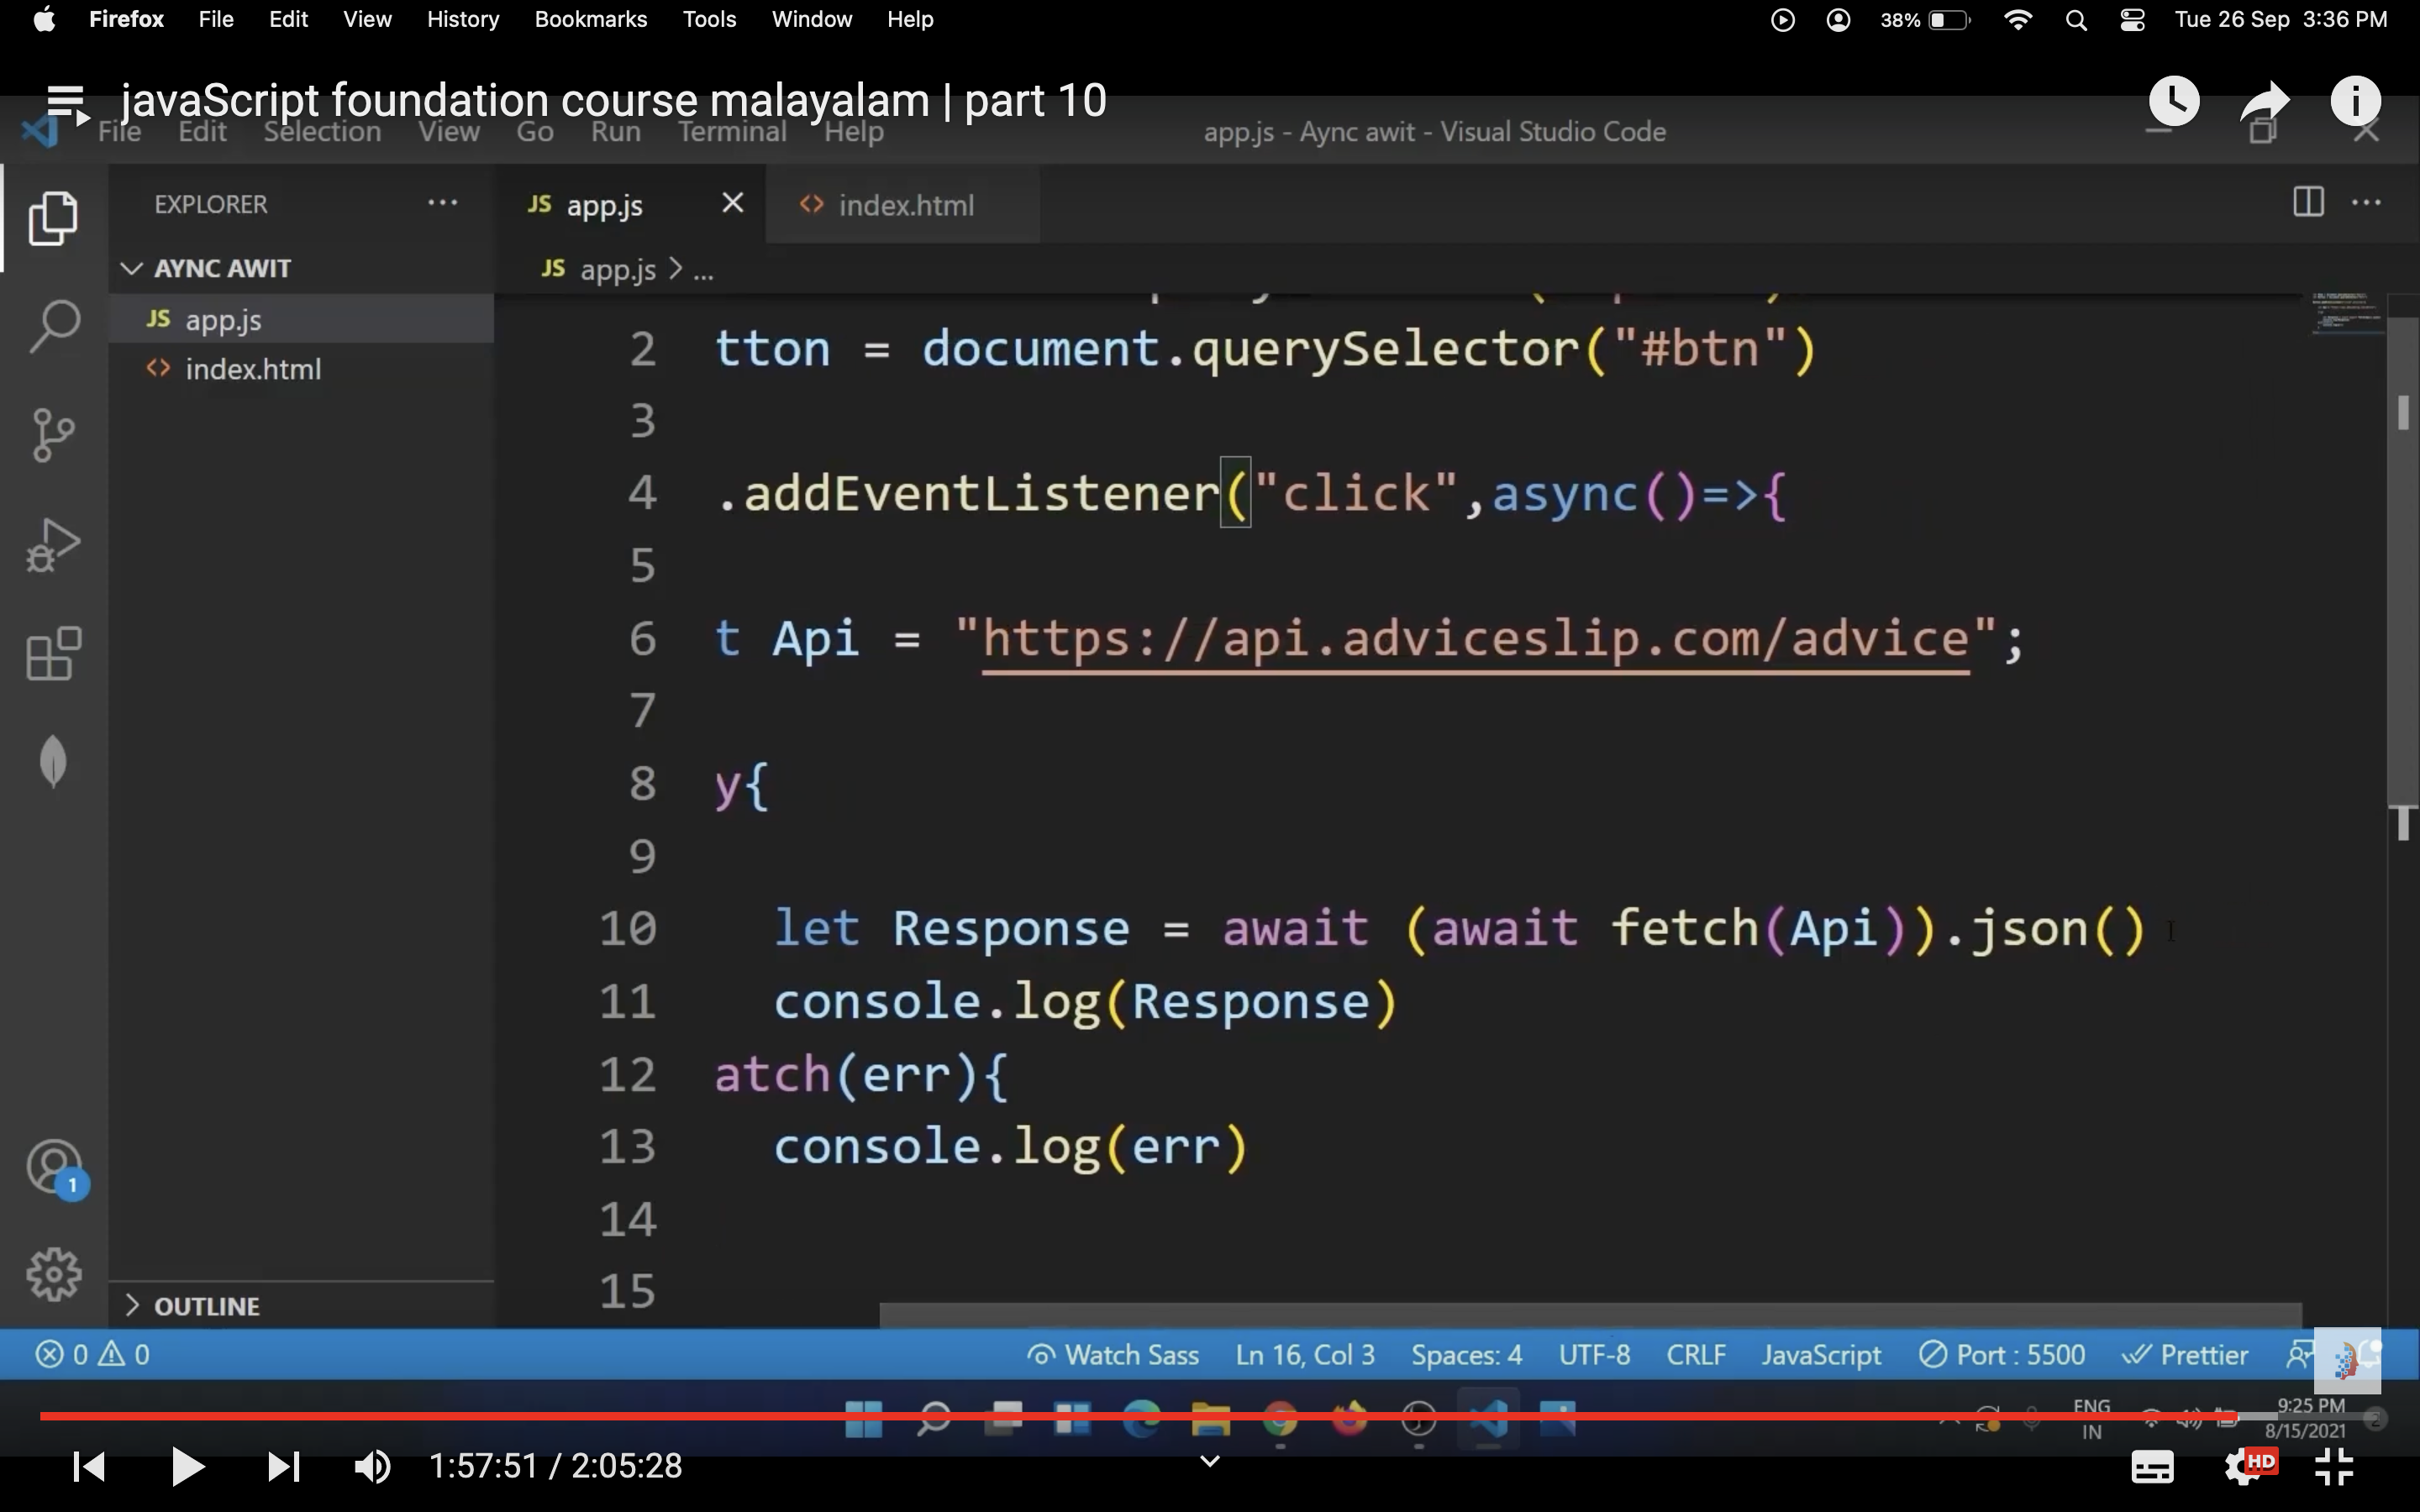 Firefox File Edit View History Bookmarks Tools Window Help 38% Tue 26 Sep 3:36 PM
javaScript foundation course malayalam | part 10
File Edit Selection View Go Run Terminal Help app.js - Aync awit - Visual Studio Code
EXPLORER ··· JS app.js index.html ···
AYNC AWIT JS app.js > ...
JS app.js
index.html
2 tton = document.querySelector("#btn")
3
4 .addEventListener("click",async()=>{
5
6 t Api = "https://api.adviceslip.com/advice";
7
8 y{
9
10 let Response = await (await fetch(Api)).json()
11 console.log(Response)
12 atch(err){
13 console.log(err)
14
15
1
OUTLINE
0 0 Watch Sass Ln 16, Col 3 Spaces: 4 UTF-8 CRLF JavaScript Port : 5500 Prettier
ENG 9:25 PM
IN 8/15/2021 2
1:57:51 / 2:05:28 HD